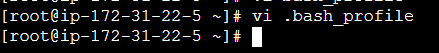 [root@ip-172-31-22-5 ~]# vi .bash_profile
[root@ip-172-31-22-5 ~]#